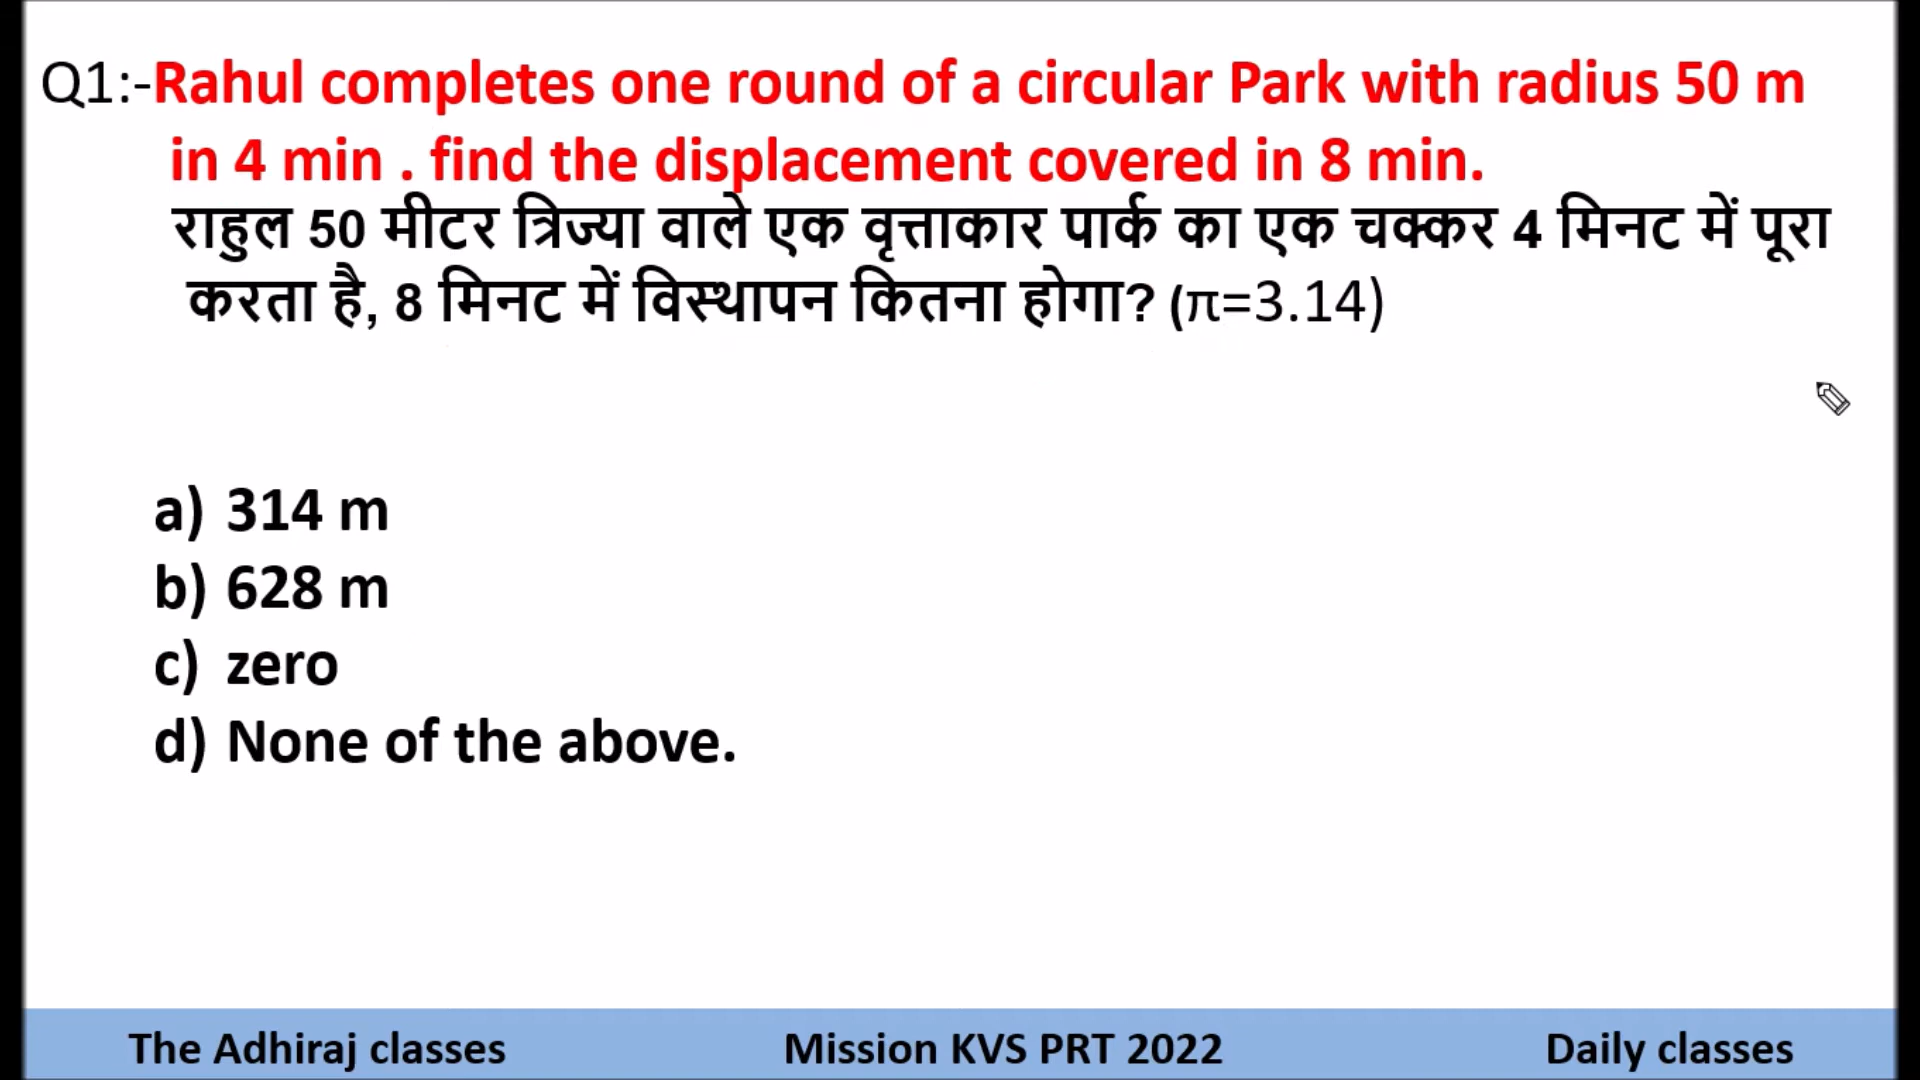 Q1:-Rahul completes one round of a circular Park with radius 50 m
in 4 min . find the displacement covered in 8 min.
राहुल 50 मीटर त्रिज्या वाले एक वृत्ताकार पार्क का एक चक्कर 4 मिनट में पूरा
करता है, 8 मिनट में विस्थापन कितना होगा? (π=3.14)
a) 314 m
b) 628 m
c) zero
d) None of the above.
The Adhiraj classes Mission KVS PRT 2022 Daily classes